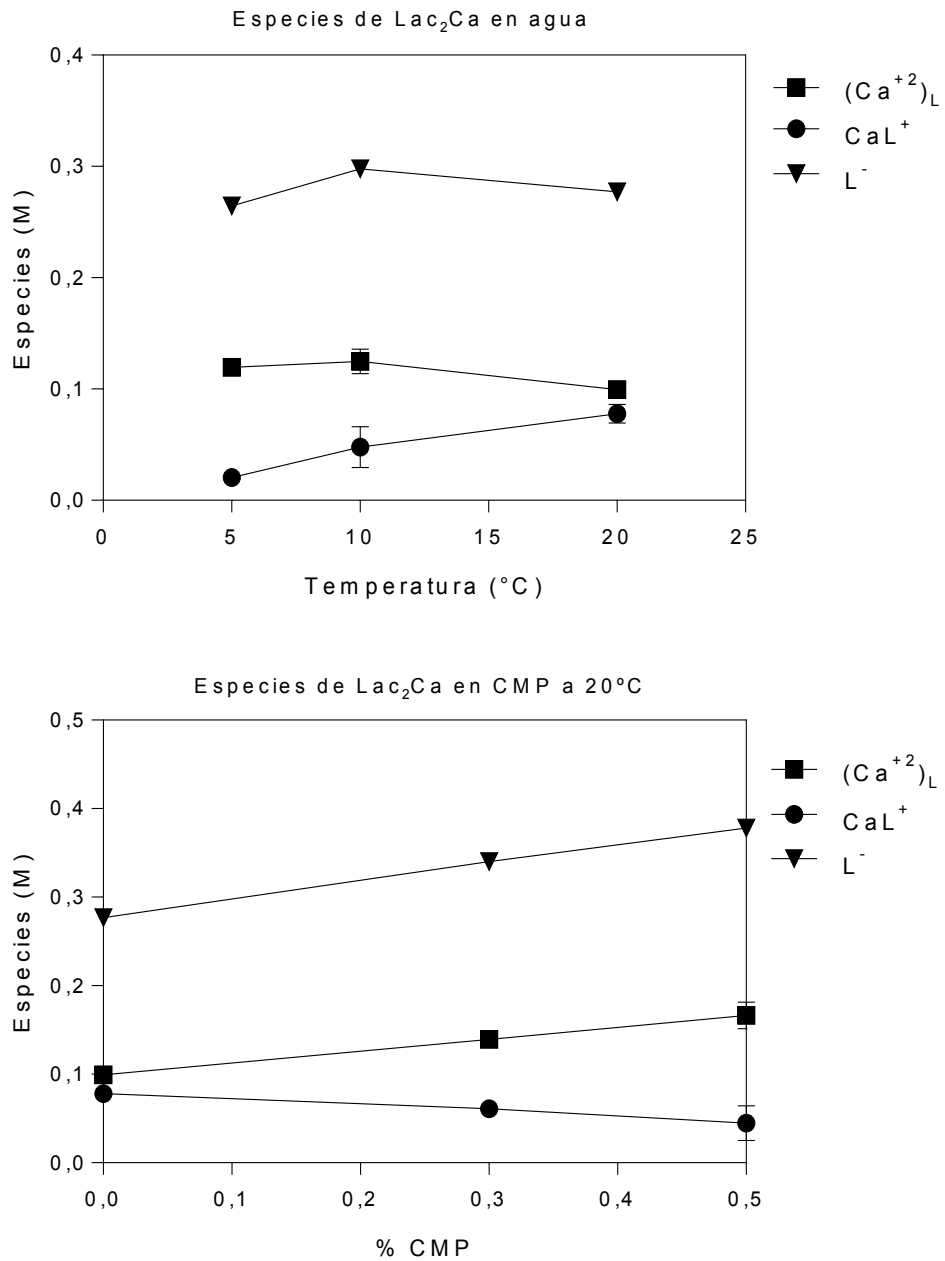 Especies de Lac₂Ca en agua
0,4
0,3
0,2
0,1
0,0
Especies (M)
0 5 10 15 20 25
Temperatura (°C)
(Ca⁺²)L
CaL⁺
L⁻
Especies de Lac₂Ca en CMP a 20ºC
0,5
0,4
0,3
0,2
0,1
0,0
Especies (M)
0,0 0,1 0,2 0,3 0,4 0,5
% CMP
(Ca⁺²)L
CaL⁺
L⁻